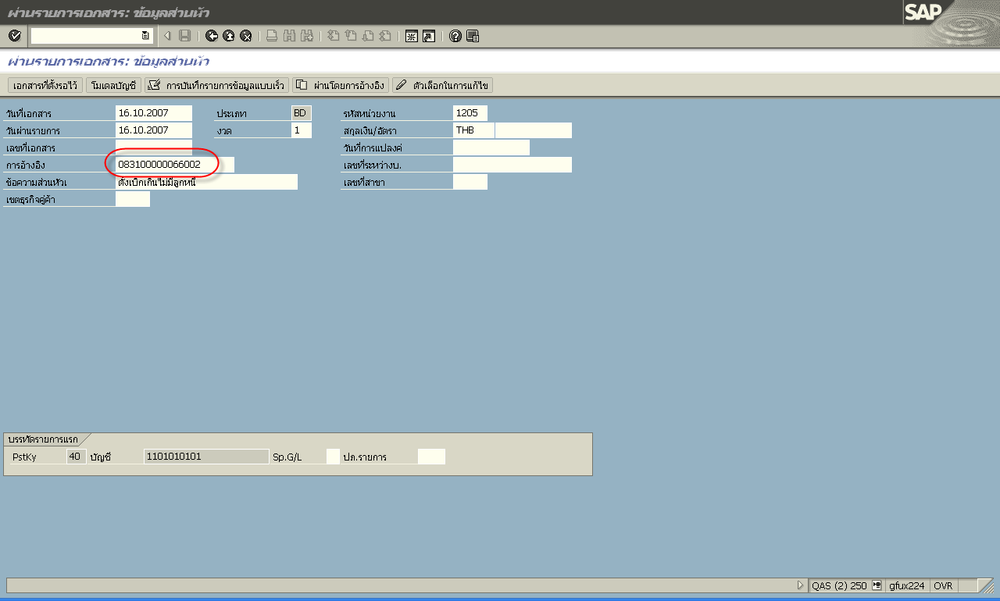 ผ่านรายการเอกสาร: ข้อมูลส่วนหัว
SAP
ผ่านรายการเอกสาร: ข้อมูลส่วนหัว
เอกสารที่ตั้งรอไว้ โมเดลบัญชี การบันทึกรายการข้อมูลแบบเร็ว ผ่านโดยการอ้างอิง ตัวเลือกในการแก้ไข
วันที่เอกสาร 16.10.2007 ประเภท BD รหัสหน่วยงาน 1205
วันผ่านรายการ 16.10.2007 งวด 1 สกุลเงิน/อัตรา THB
เลขที่เอกสาร วันที่การแปลงค่
การอ้างอิง 083100000066002 เลขที่ระหว่างบ.
ข้อความส่วนหัวเ ตั้งเบิกเกินไม่มีลูกหนี้ เลขที่สาขา
เขตธุรกิจคู่ค้า
บรรทัดรายการแรก
PstKy 40 บัญชี 1101010101 Sp.G/L ปภ.รายการ
QAS (2) 250 gfux224 OVR